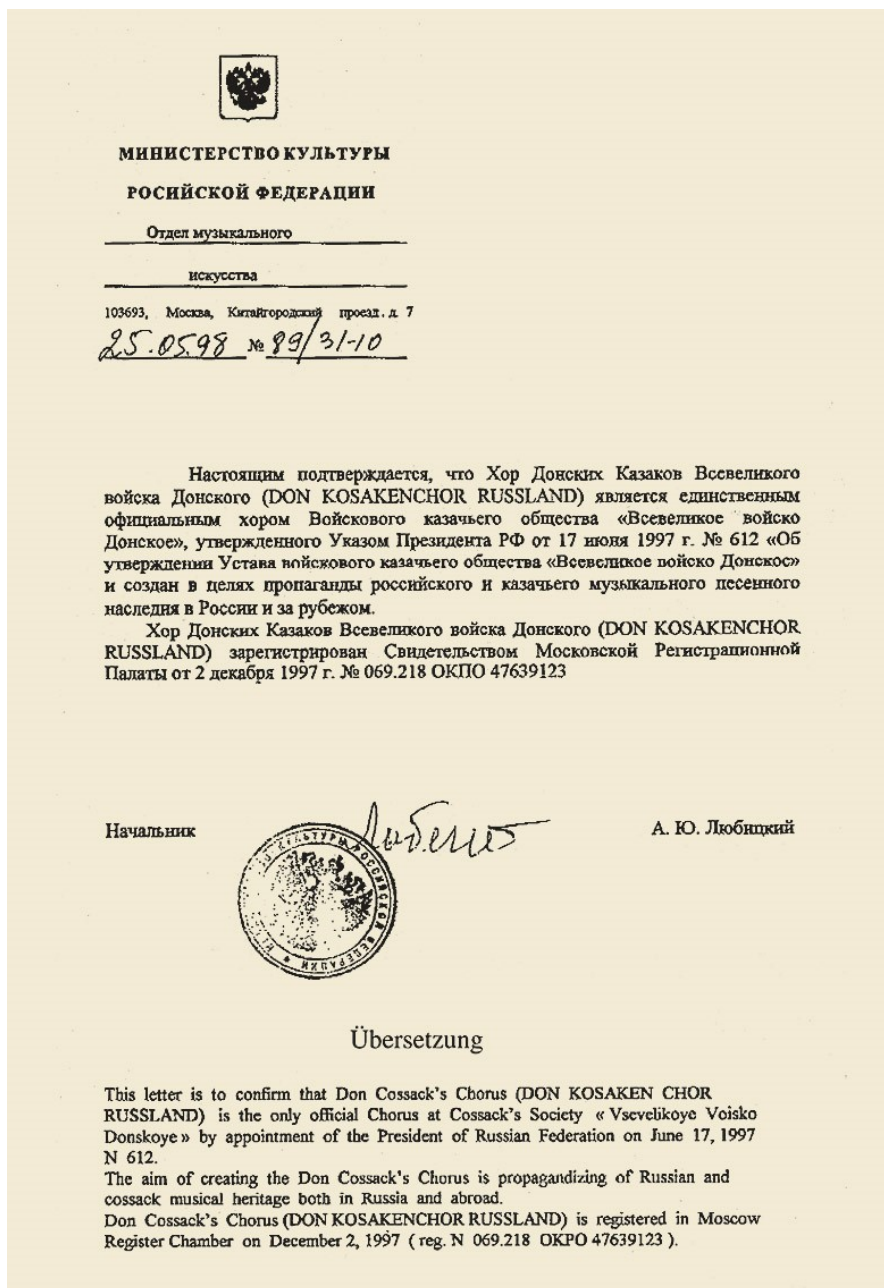 МИНИСТЕРСТВО КУЛЬТУРЫ
РОСИЙСКОЙ ФЕДЕРАЦИИ
Отдел музыкального
искусства
103693, Москва, Китайгородский проезд. д. 7
25.05.98 № 89/31-10
Настоящим подтверждается, что Хор Донских Казаков Всевеликого
войска Донского (DON KOSAKENCHOR RUSSLAND) является единственным
официальным хором Войскового казачьего общества «Всевеликое войско
Донское», утвержденного Указом Президента РФ от 17 июня 1997 г. № 612 «Об
утверждении Устава войскового казачьего общества «Всевеликое войско Донское»
и создан в целях пропаганды российского и казачьего музыкального песенного
наследия в России и за рубежом.
Хор Донских Казаков Всевеликого войска Донского (DON KOSAKENCHOR
RUSSLAND) зарегистрирован Свидетельством Московской Регистрационной
Палаты от 2 декабря 1997 г. № 069.218 ОКПО 47639123
Начальник А. Ю. Любицкий
КУЛЬТУРЫ РОССИЙСКОЙ ФЕДЕРАЦИИ
Übersetzung
This letter is to confirm that Don Cossack's Chorus (DON KOSAKEN CHOR
RUSSLAND) is the only official Chorus at Cossack's Society « Vsevelikoye Voisko
Donskoye » by appointment of the President of Russian Federation on June 17, 1997
N 612.
The aim of creating the Don Cossack's Chorus is propagandizing of Russian and
cossack musical heritage both in Russia and abroad.
Don Cossack's Chorus (DON KOSAKENCHOR RUSSLAND) is registered in Moscow
Register Chamber on December 2, 1997 ( reg. N 069.218 OKPO 47639123 ).